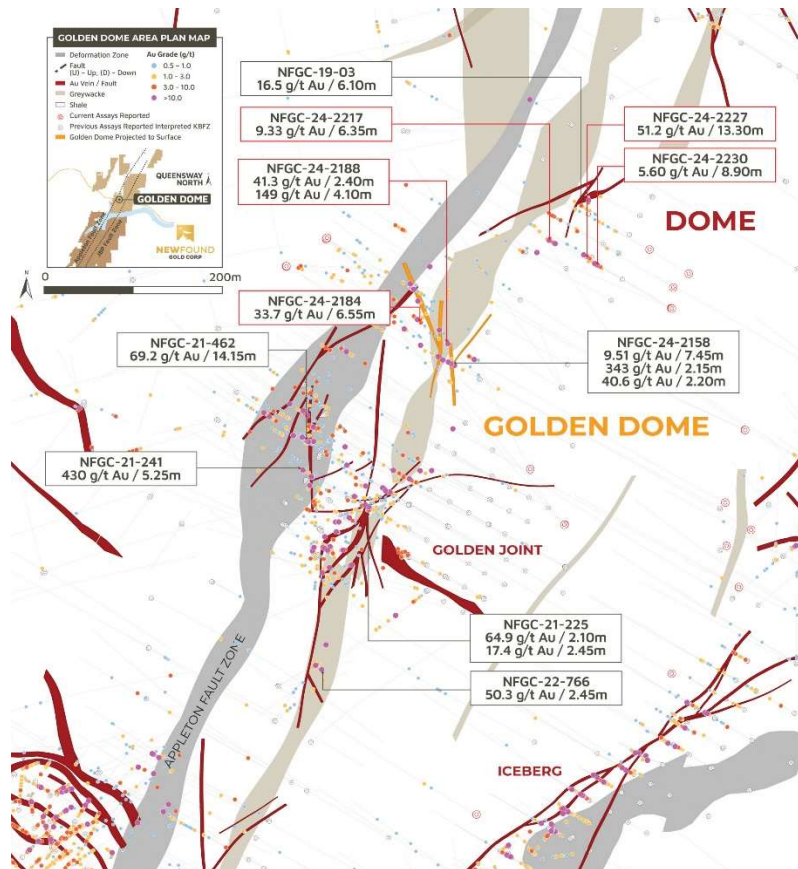 GOLDEN DOME AREA PLAN MAP
Deformation Zone
Fault
(U) - Up, (D) - Down
Au Vein / Fault
Greywacke
Shale
Current Assays Reported
Previous Assays Reported Interpreted KBFZ
Golden Dome Projected to Surface
Au Grade (g/t)
0.5 - 1.0
1.0 - 3.0
3.0 - 10.0
>10.0
QUEENSWAY
NORTH
GOLDEN DOME
NEWFOUND
GOLD CORP
N
0
200m
NFGC-19-03
16.5 g/t Au / 6.10m
NFGC-24-2217
9.33 g/t Au / 6.35m
NFGC-24-2188
41.3 g/t Au / 2.40m
149 g/t Au / 4.10m
NFGC-24-2227
51.2 g/t Au / 13.30m
NFGC-24-2230
5.60 g/t Au / 8.90m
DOME
NFGC-24-2184
33.7 g/t Au / 6.55m
NFGC-21-462
69.2 g/t Au / 14.15m
NFGC-24-2158
9.51 g/t Au / 7.45m
343 g/t Au / 2.15m
40.6 g/t Au / 2.20m
GOLDEN DOME
NFGC-21-241
430 g/t Au / 5.25m
GOLDEN JOINT
NFGC-21-225
64.9 g/t Au / 2.10m
17.4 g/t Au / 2.45m
NFGC-22-766
50.3 g/t Au / 2.45m
APPLETON FAULT ZONE
ICEBERG